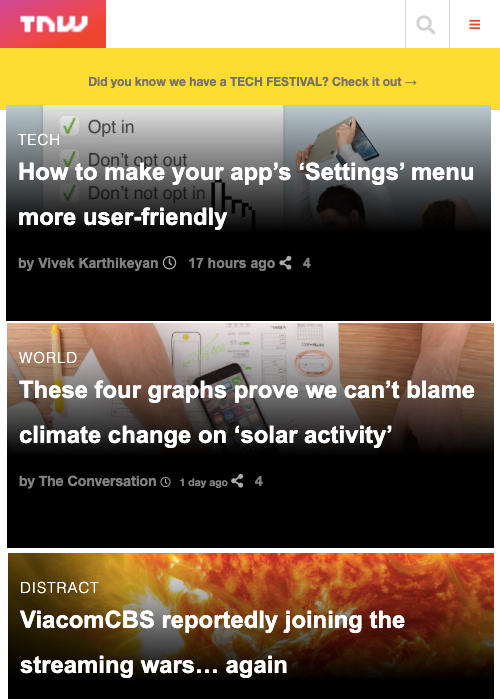 TNW
Did you know we have a TECH FESTIVAL? Check it out →
Opt in
TECH
Don't opt out
How to make your app's ‘Settings’ menu
Don't not opt in
more user-friendly
by Vivek Karthikeyan 17 hours ago 4
WORLD
These four graphs prove we can’t blame
climate change on ‘solar activity’
by The Conversation 1 day ago 4
DISTRACT
ViacomCBS reportedly joining the
streaming wars… again